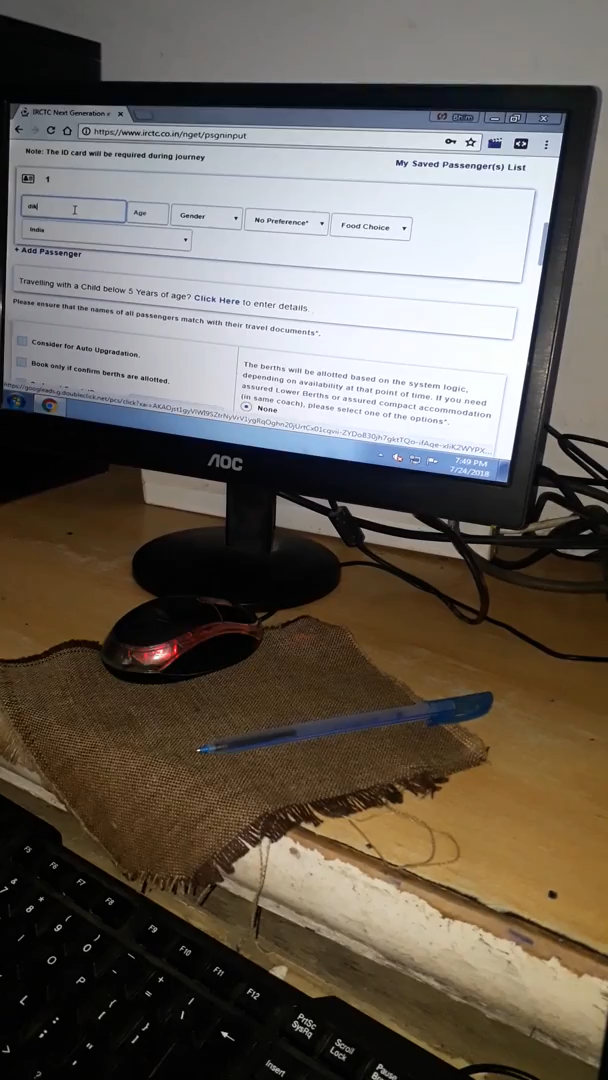 IRCTC Next Generation
Bhim
https://www.irctc.co.in/nget/psgninput
Note: The ID card will be required during journey
My Saved Passenger(s) List
1
dik
Age
Gender
No Preference*
Food Choice
India
+ Add Passenger
Travelling with a Child below 5 Years of age? Click Here to enter details.
Please ensure that the names of all passengers match with their travel documents*.
Consider for Auto Upgradation.
Book only if confirm berths are allotted.
The berths will be allotted based on the system logic,
depending on availability at that point of time. If you need
assured Lower Berths or assured compact accommodation
(in same coach), please select one of the options*.
None
7:49 PM
7/24/2018
AOC
F5
F6
F7
F8
F9
F10
F11
F12
PrtSc
SysRq
Scroll
Lock
Pause
Insert
7
8
9
0
O
P
L